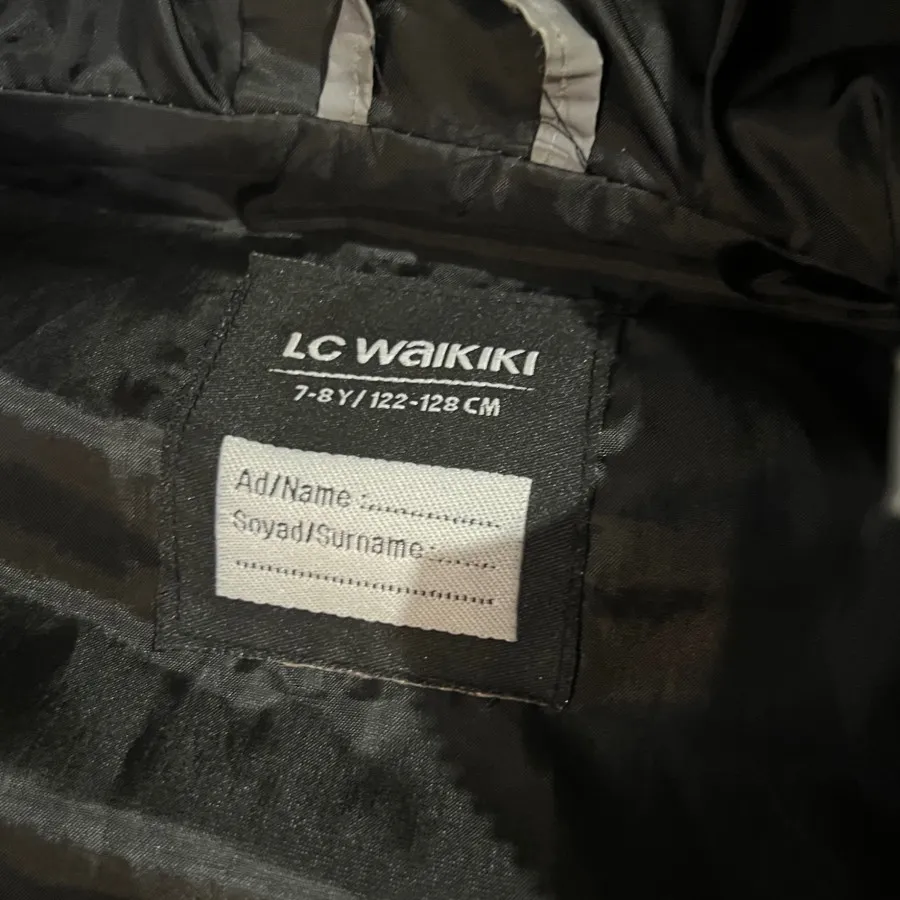 LC WAIKIKI
7-8 Y/ 122-128 CM
Ad/Name :....................
Soyad/Surname:........
....................................